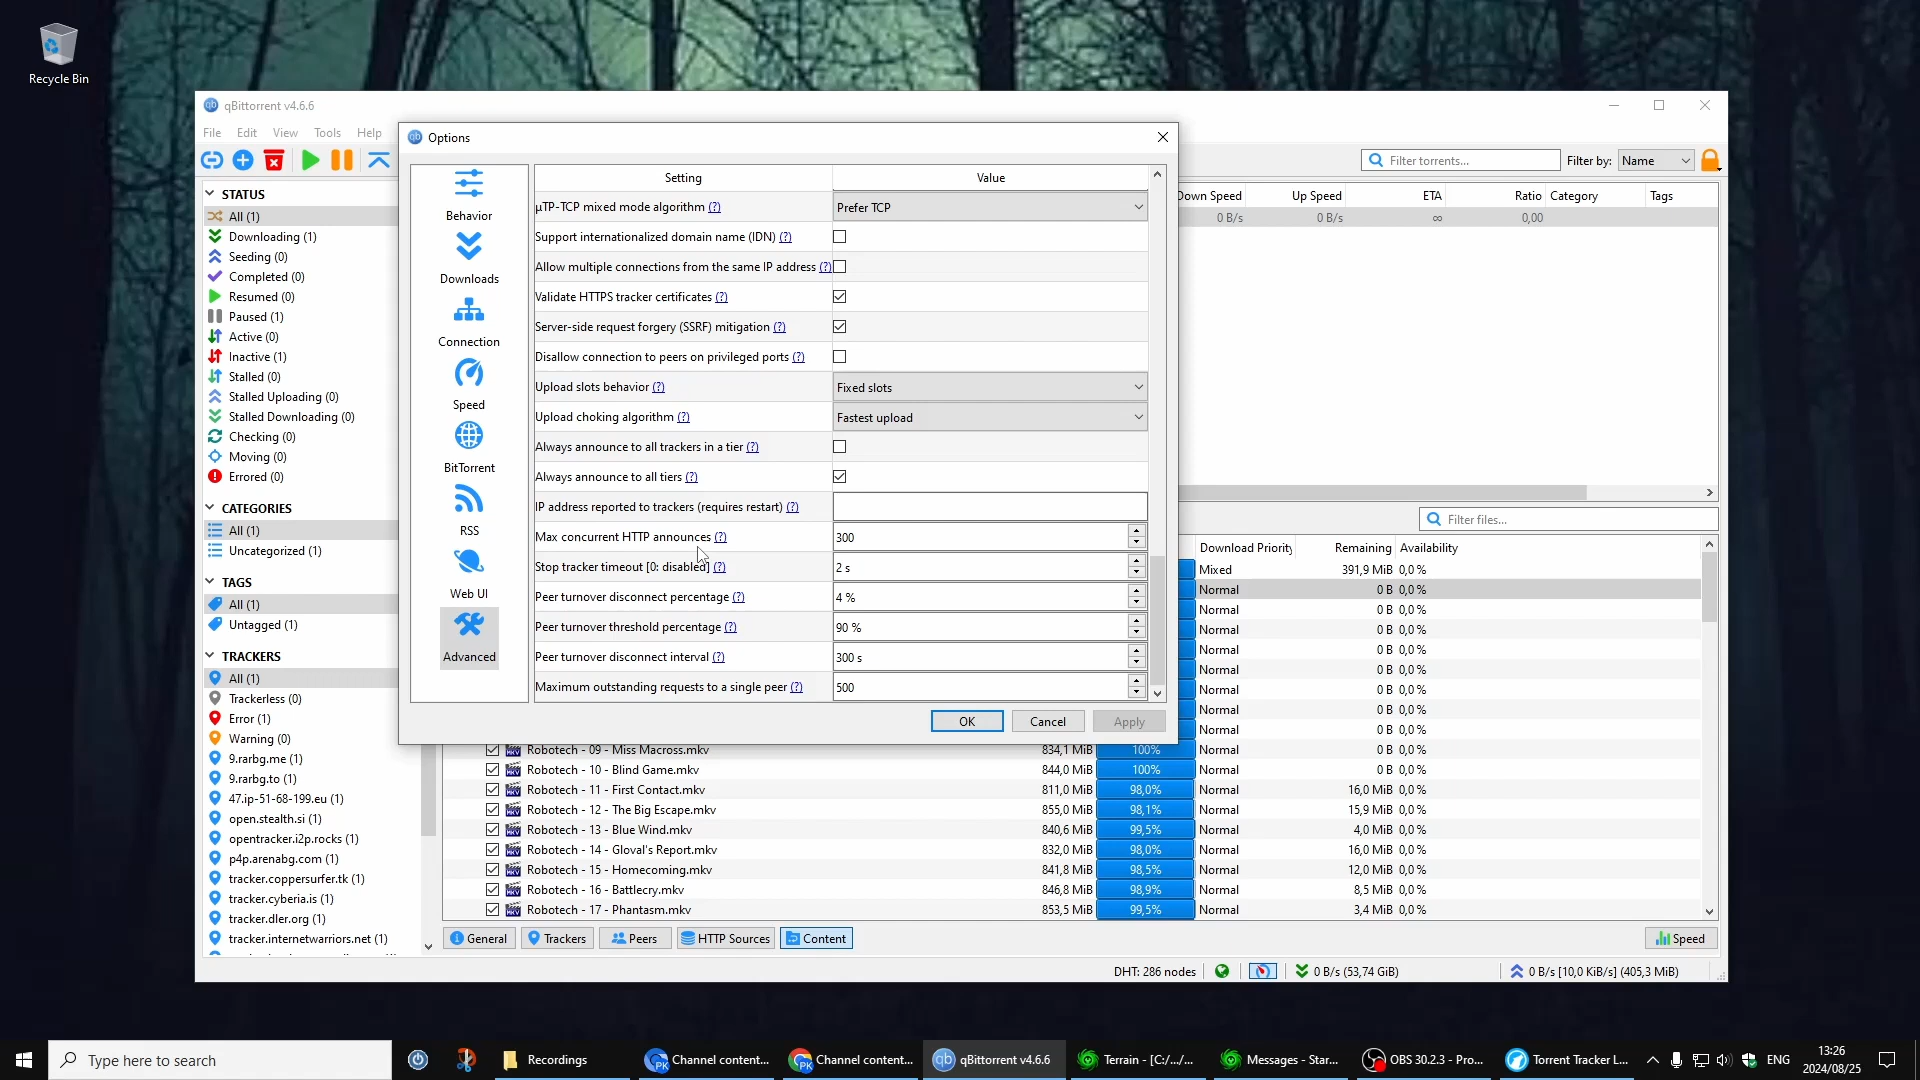 Recycle Bin
qBittorrent v4.6.6
File Edit View Tools Help
Filter torrents...
Filter by: Name
STATUS
All (1)
Downloading (1)
Seeding (0)
Completed (0)
Resumed (0)
Paused (1)
Active (0)
Inactive (1)
Stalled (0)
Stalled Uploading (0)
Stalled Downloading (0)
Checking (0)
Moving (0)
Errored (0)
CATEGORIES
All (1)
Uncategorized (1)
TAGS
All (1)
Untagged (1)
TRACKERS
All (1)
Trackerless (0)
Error (1)
Warning (0)
9.rarbg.me (1)
9.rarbg.to (1)
47.ip-51-68-199.eu (1)
open.stealth.si (1)
opentracker.i2p.rocks (1)
p4p.arenabg.com (1)
tracker.coppersurfer.tk (1)
tracker.cyberia.is (1)
tracker.dler.org (1)
tracker.internetwarriors.net (1)
Options
Behavior
Downloads
Connection
Speed
BitTorrent
RSS
Web UI
Advanced
Setting Value
µTP-TCP mixed mode algorithm (?) Prefer TCP
Support internationalized domain name (IDN) (?)
Allow multiple connections from the same IP address (?)
Validate HTTPS tracker certificates (?)
Server-side request forgery (SSRF) mitigation (?)
Disallow connection to peers on privileged ports (?)
Upload slots behavior (?) Fixed slots
Upload choking algorithm (?) Fastest upload
Always announce to all trackers in a tier (?)
Always announce to all tiers (?)
IP address reported to trackers (requires restart) (?)
Max concurrent HTTP announces (?) 300
Stop tracker timeout [0: disabled] (?) 2 s
Peer turnover disconnect percentage (?) 4 %
Peer turnover threshold percentage (?) 90 %
Peer turnover disconnect interval (?) 300 s
Maximum outstanding requests to a single peer (?) 500
OK Cancel Apply
Down Speed Up Speed ETA Ratio Category Tags
0 B/s 0 B/s ∞ 0,00
Filter files...
Download Priority Remaining Availability
Mixed 391,9 MiB 0,0 %
Normal 0 B 0,0 %
Normal 0 B 0,0 %
Normal 0 B 0,0 %
Normal 0 B 0,0 %
Normal 0 B 0,0 %
Normal 0 B 0,0 %
Normal 0 B 0,0 %
Normal 0 B 0,0 %
Robotech - 09 - Miss Macross.mkv 834,1 MiB 100% Normal 0 B 0,0 %
Robotech - 10 - Blind Game.mkv 844,0 MiB 100% Normal 0 B 0,0 %
Robotech - 11 - First Contact.mkv 811,0 MiB 98,0% Normal 16,0 MiB 0,0 %
Robotech - 12 - The Big Escape.mkv 855,0 MiB 98,1% Normal 15,9 MiB 0,0 %
Robotech - 13 - Blue Wind.mkv 840,6 MiB 99,5% Normal 4,0 MiB 0,0 %
Robotech - 14 - Gloval's Report.mkv 832,0 MiB 98,0% Normal 16,0 MiB 0,0 %
Robotech - 15 - Homecoming.mkv 841,8 MiB 98,5% Normal 12,0 MiB 0,0 %
Robotech - 16 - Battlecry.mkv 846,8 MiB 98,9% Normal 8,5 MiB 0,0 %
Robotech - 17 - Phantasm.mkv 853,5 MiB 99,5% Normal 3,4 MiB 0,0 %
General Trackers Peers HTTP Sources Content Speed
DHT: 286 nodes 0 B/s (53,74 GiB) 0 B/s [10,0 KiB/s] (405,3 MiB)
Type here to search Recordings Channel content... Channel content... qBittorrent v4.6.6 Terrain - [C:/.../... Messages - Star... OBS 30.2.3 - Pro... Torrent Tracker L... ENG 13:26
2024/08/25